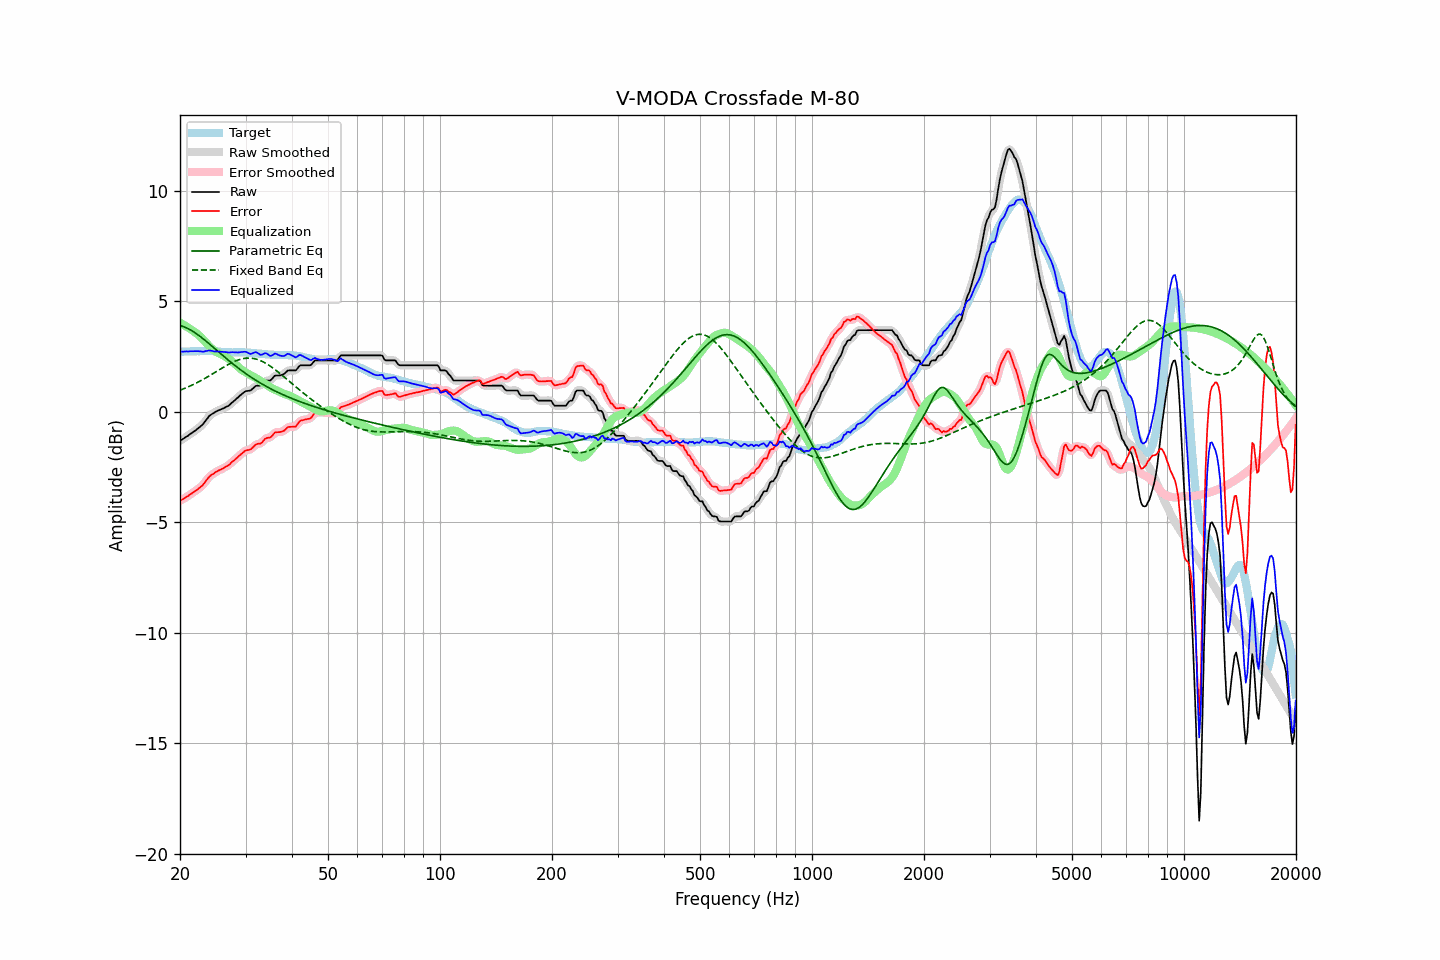 V-MODA Crossfade M-80
Target
Raw Smoothed
Error Smoothed
Raw
Error
Equalization
Parametric Eq
Fixed Band Eq
Equalized
Amplitude (dBr)
10
5
0
−5
−10
−15
−20
20 50 100 200 500 1000 2000 5000 10000 20000
Frequency (Hz)